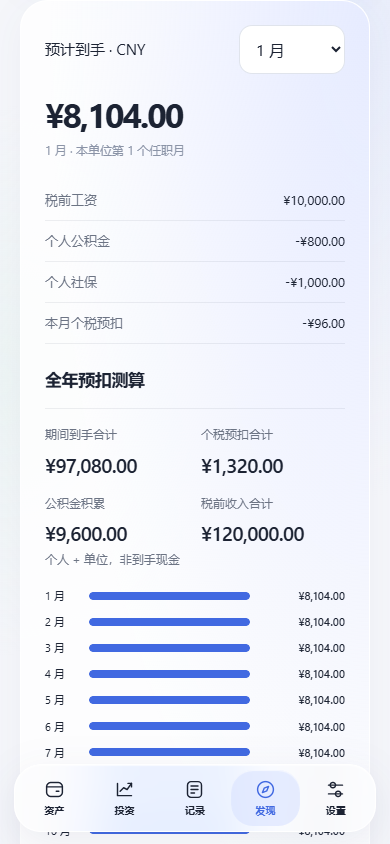 预计到手 · CNY
1 月
¥8,104.00
1 月 · 本单位第 1 个任职月
税前工资 ¥10,000.00
个人公积金 -¥800.00
个人社保 -¥1,000.00
本月个税预扣 -¥96.00
全年预扣测算
期间到手合计 个税预扣合计
¥97,080.00 ¥1,320.00
公积金积累 税前收入合计
¥9,600.00 ¥120,000.00
个人 + 单位，非到手现金
1 月 ¥8,104.00
2 月 ¥8,104.00
3 月 ¥8,104.00
4 月 ¥8,104.00
5 月 ¥8,104.00
6 月 ¥8,104.00
7 月 ¥8,104.00
资产 投资 记录 发现 设置